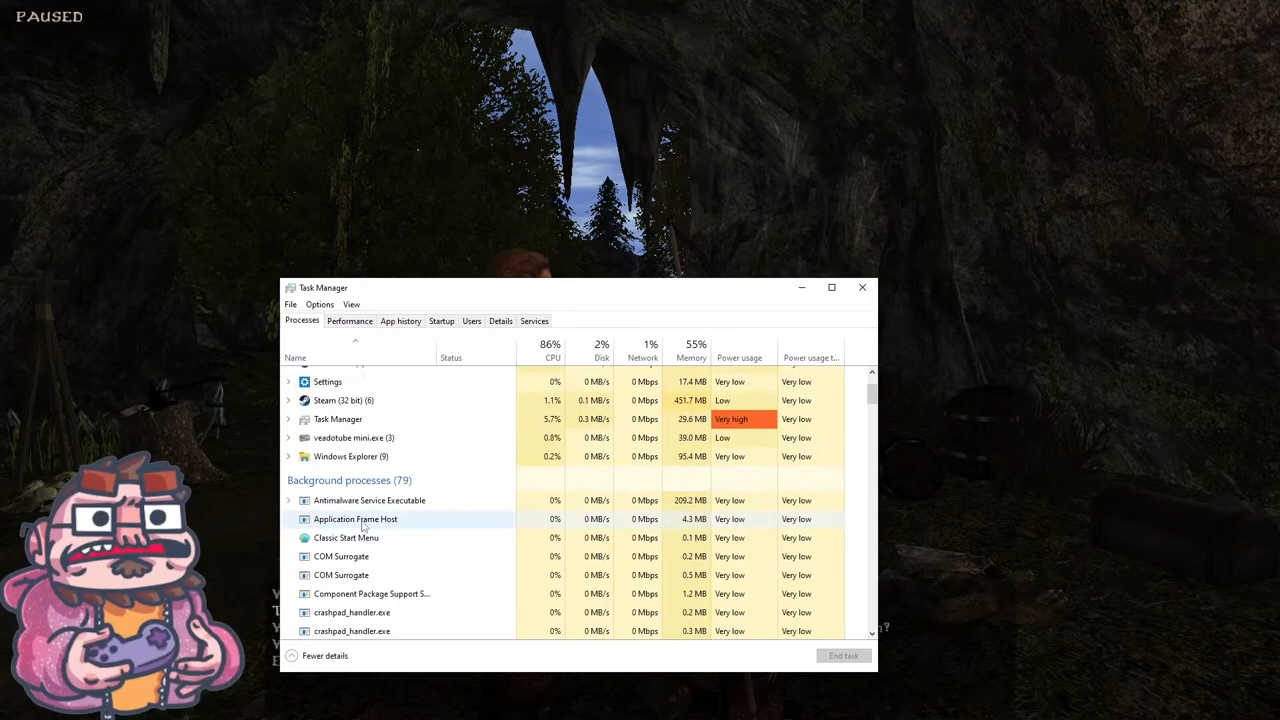 PAUSED
Task Manager
File Options View
Processes Performance App history Startup Users Details Services
86% 2% 1% 55%
Name Status CPU Disk Network Memory Power usage Power usage t...
Settings 0% 0 MB/s 0 Mbps 17.4 MB Very low Very low
Steam (32 bit) (6) 1.1% 0.1 MB/s 0 Mbps 451.7 MB Low Very low
Task Manager 5.7% 0.3 MB/s 0 Mbps 29.6 MB Very high Very low
veadotube mini.exe (3) 0.8% 0 MB/s 0 Mbps 39.0 MB Low Very low
Windows Explorer (9) 0.2% 0 MB/s 0 Mbps 95.4 MB Very low Very low
Background processes (79)
Antimalware Service Executable 0% 0 MB/s 0 Mbps 209.2 MB Very low Very low
Application Frame Host 0% 0 MB/s 0 Mbps 4.3 MB Very low Very low
Classic Start Menu 0% 0 MB/s 0 Mbps 0.1 MB Very low Very low
COM Surrogate 0% 0 MB/s 0 Mbps 0.2 MB Very low Very low
COM Surrogate 0% 0 MB/s 0 Mbps 0.5 MB Very low Very low
Component Package Support S... 0% 0 MB/s 0 Mbps 1.2 MB Very low Very low
crashpad_handler.exe 0% 0 MB/s 0 Mbps 0.2 MB Very low Very low
crashpad_handler.exe 0% 0 MB/s 0 Mbps 0.3 MB Very low Very low
Fewer details End task